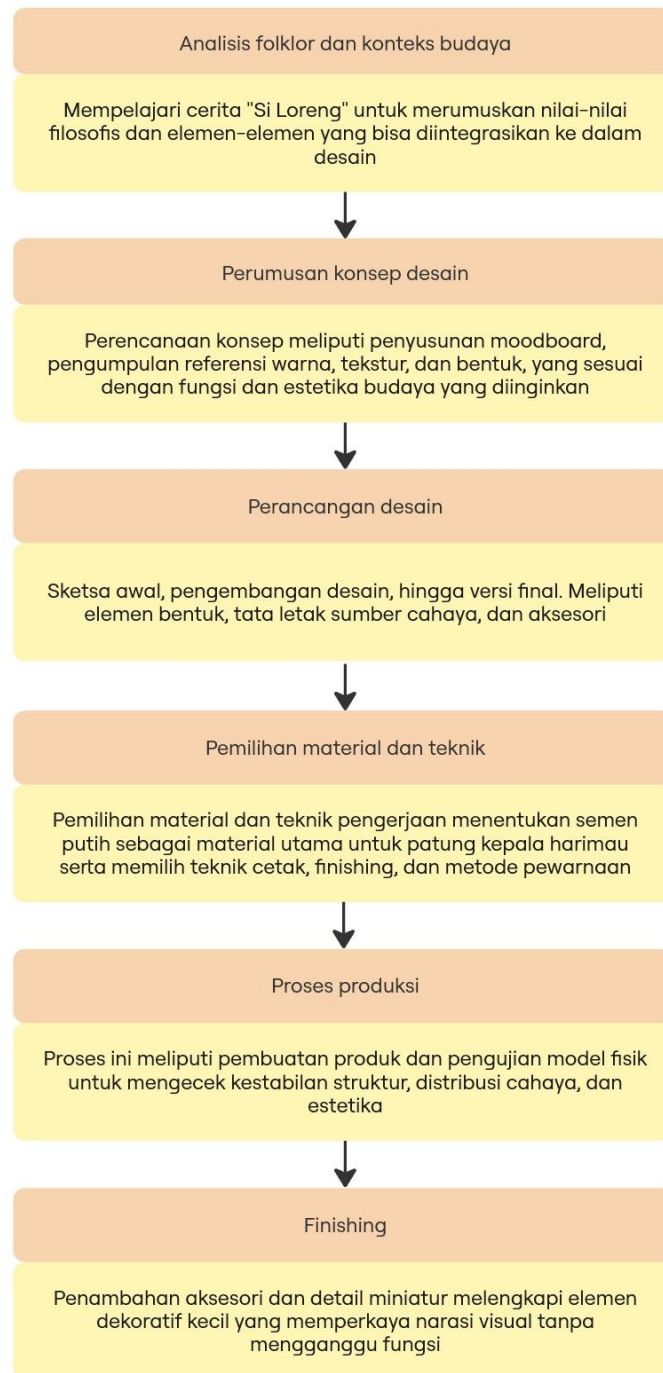 Analisis folklor dan konteks budaya
Mempelajari cerita "Si Loreng" untuk merumuskan nilai-nilai
filosofis dan elemen-elemen yang bisa diintegrasikan ke dalam
desain
Perumusan konsep desain
Perencanaan konsep meliputi penyusunan moodboard,
pengumpulan referensi warna, tekstur, dan bentuk, yang sesuai
dengan fungsi dan estetika budaya yang diinginkan
Perancangan desain
Sketsa awal, pengembangan desain, hingga versi final. Meliputi
elemen bentuk, tata letak sumber cahaya, dan aksesori
Pemilihan material dan teknik
Pemilihan material dan teknik pengerjaan menentukan semen
putih sebagai material utama untuk patung kepala harimau
serta memilih teknik cetak, finishing, dan metode pewarnaan
Proses produksi
Proses ini meliputi pembuatan produk dan pengujian model fisik
untuk mengecek kestabilan struktur, distribusi cahaya, dan
estetika
Finishing
Penambahan aksesori dan detail miniatur melengkapi elemen
dekoratif kecil yang memperkaya narasi visual tanpa
mengganggu fungsi